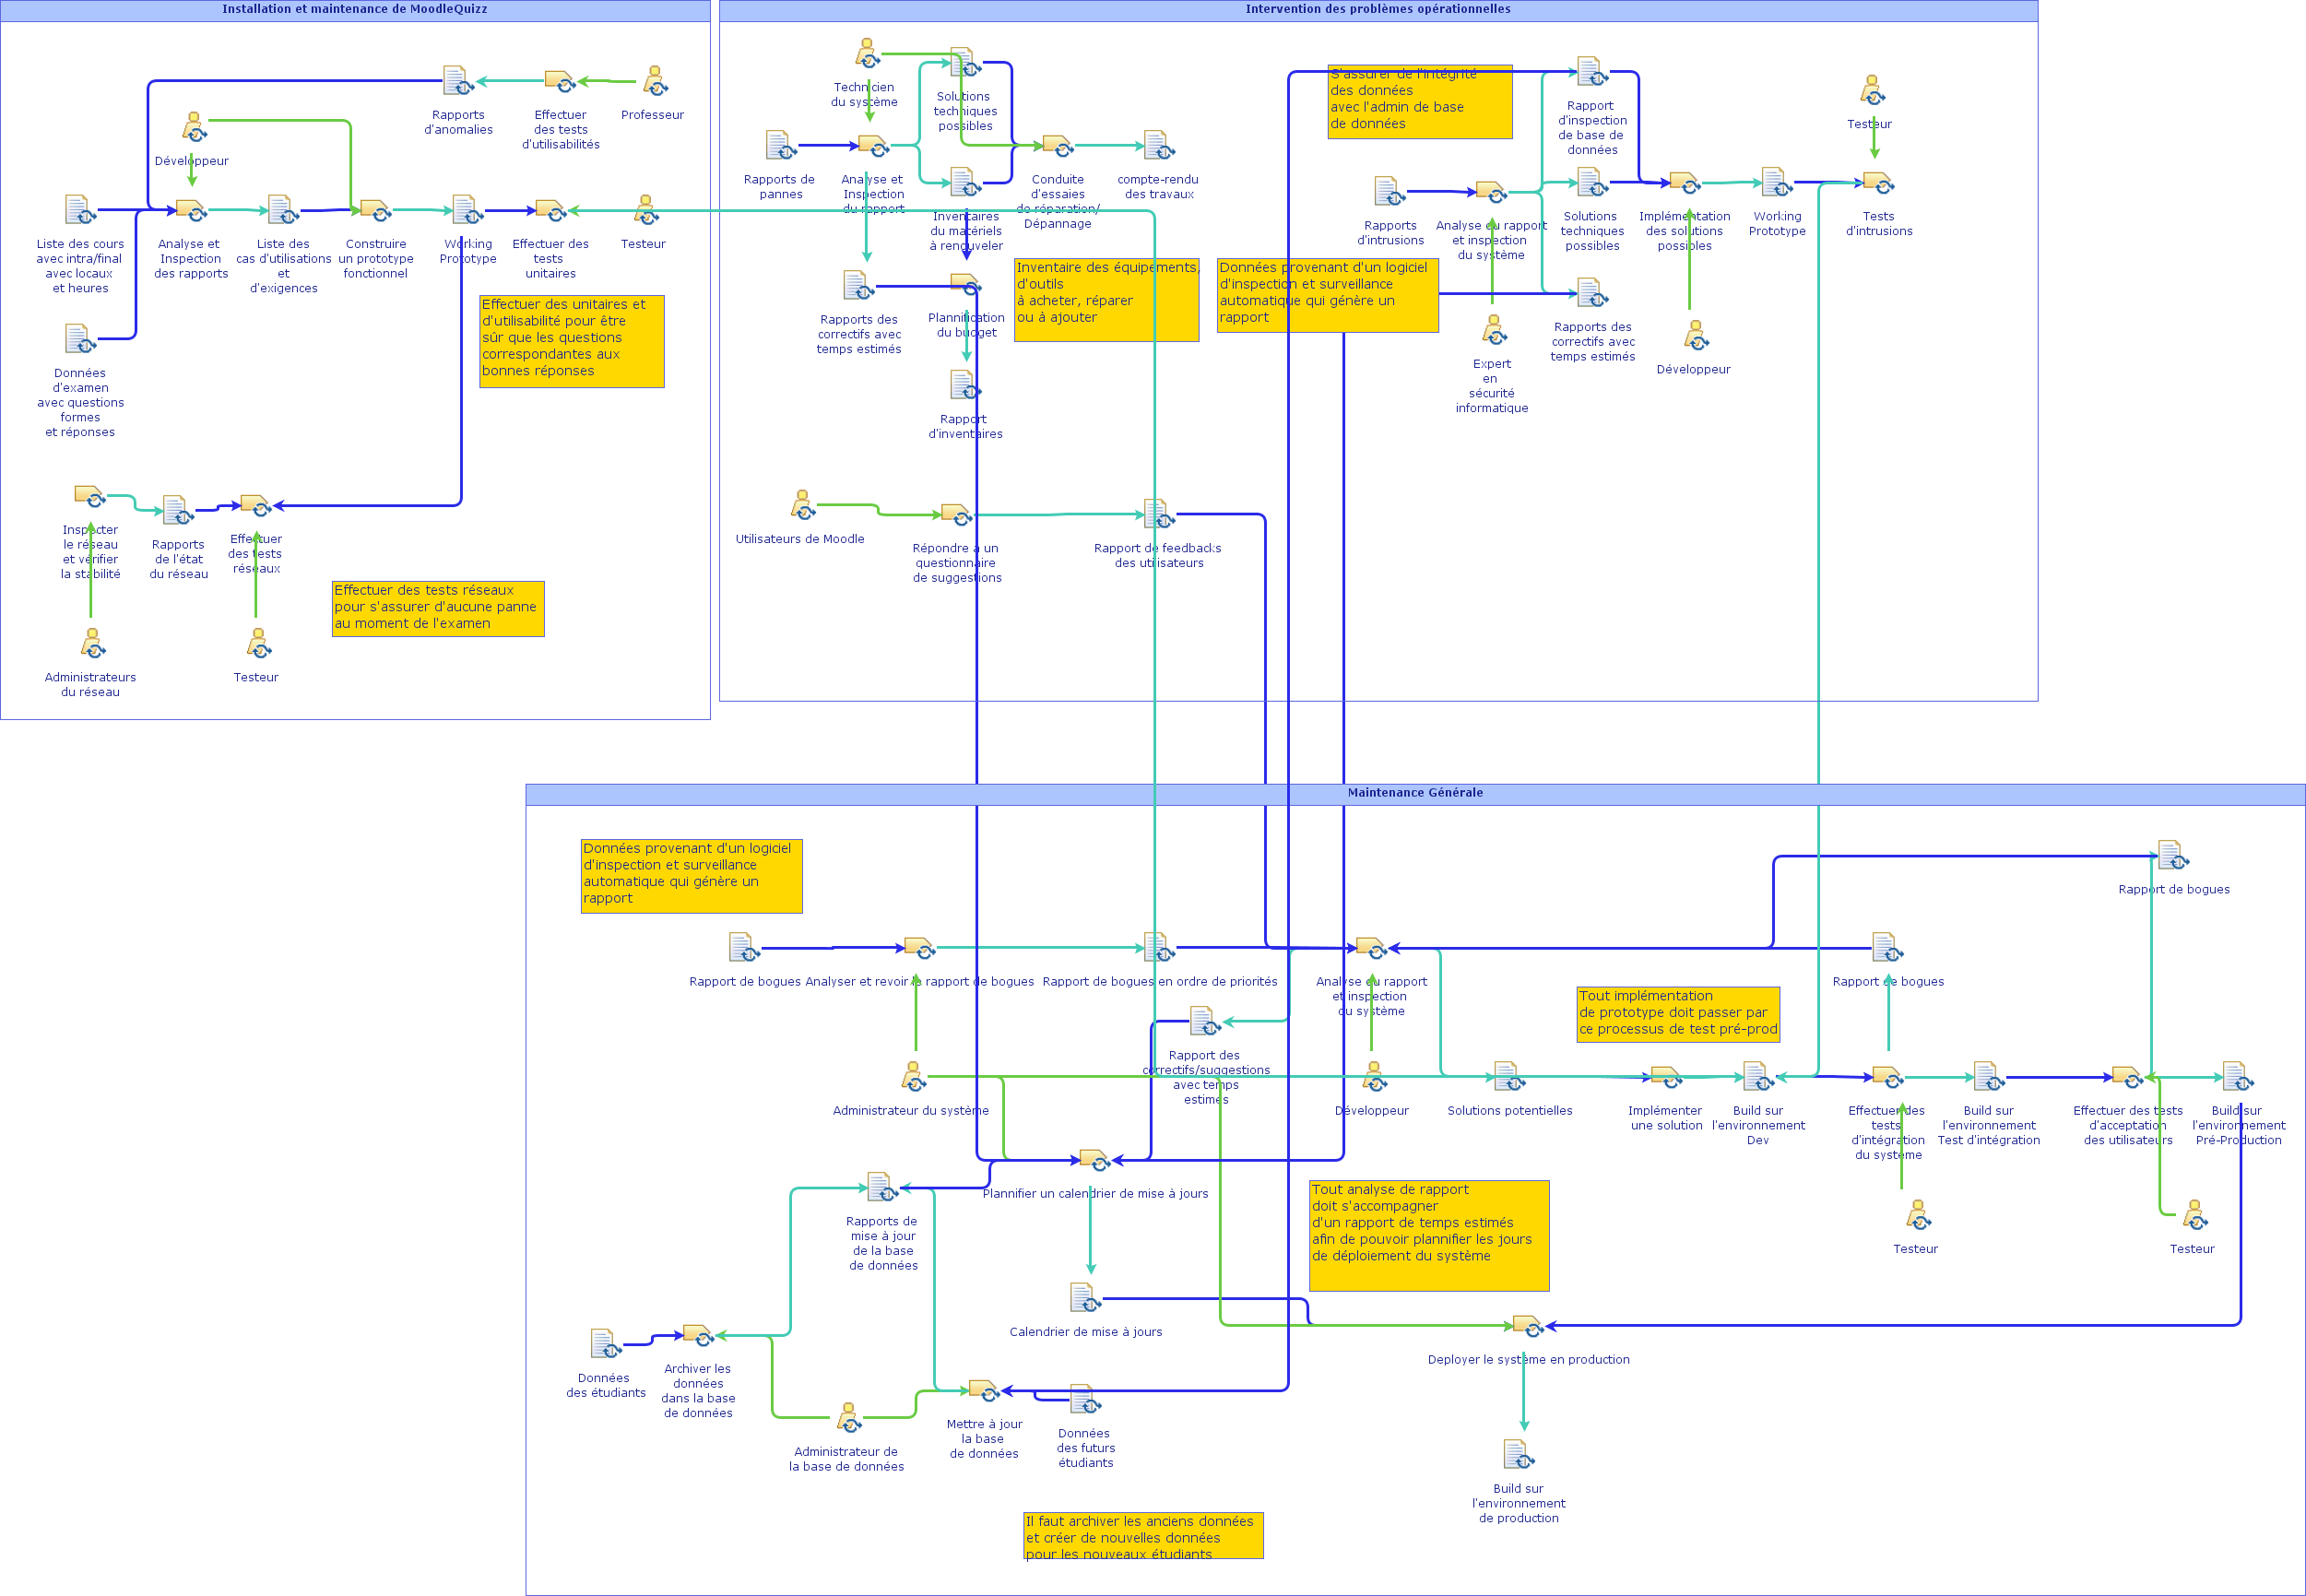 Installation et maintenance de MoodleQuizz
Rapports
d'anomalies
Effectuer
des tests
d'utilisabilités
Professeur
Développeur
Liste des cours
avec intra/final
avec locaux
et heures
Analyse et
Inspection
des rapports
Liste des
cas d'utilisations
et
d'exigences
Construire
un prototype
fonctionnel
Working
Prototype
Effectuer des
tests
unitaires
Testeur
Effectuer des unitaires et
d'utilisabilité pour être
sûr que les questions
correspondantes aux
bonnes réponses
Données
d'examen
avec questions
formes
et réponses
Inspecter
le réseau
et vérifier
la stabilité
Rapports
de l'état
du réseau
Effectuer
des tests
réseaux
Effectuer des tests réseaux
pour s'assurer d'aucune panne
au moment de l'examen
Administrateurs
du réseau
Testeur
Intervention des problèmes opérationnelles
Technicien
du système
Solutions
techniques
possibles
Rapports de
pannes
Analyse et
Inspection
du rapport
Inventaires
du matériels
à renouveler
Conduite
d'essaies
de réparation/
Dépannage
compte-rendu
des travaux
Rapports des
correctifs avec
temps estimés
Plannification
du budget
Inventaire des équipements,
d'outils
à acheter, réparer
ou à ajouter
Rapport
d'inventaires
Utilisateurs de Moodle
Répondre à un
questionnaire
de suggestions
Rapport de feedbacks
des utilisateurs
S'assurer de l'intégrité
des données
avec l'admin de base
de données
Rapport
d'inspection
de base de
données
Testeur
Rapports
d'intrusions
Analyse du rapport
et inspection
du système
Solutions
techniques
possibles
Implémentation
des solutions
possibles
Working
Prototype
Tests
d'intrusions
Données provenant d'un logiciel
d'inspection et surveillance
automatique qui génère un
rapport
Expert
en
sécurité
informatique
Rapports des
correctifs avec
temps estimés
Développeur
Maintenance Générale
Données provenant d'un logiciel
d'inspection et surveillance
automatique qui génère un
rapport
Rapport de bogues
Rapport de bogues
Analyser et revoir le rapport de bogues
Rapport de bogues en ordre de priorités
Analyse du rapport
et inspection
du système
Rapport de bogues
Tout implémentation
de prototype doit passer par
ce processus de test pré-prod
Rapport des
correctifs/suggestions
avec temps
estimés
Administrateur du système
Développeur
Solutions potentielles
Implémenter
une solution
Build sur
l'environnement
Dev
Effectuer des
tests
d'intégration
du système
Build sur
l'environnement
Test d'intégration
Effectuer des tests
d'acceptation
des utilisateurs
Build sur
l'environnement
Pré-Production
Plannifier un calendrier de mise à jours
Rapports de
mise à jour
de la base
de données
Tout analyse de rapport
doit s'accompagner
d'un rapport de temps estimés
afin de pouvoir plannifier les jours
de déploiement du système
Testeur
Testeur
Calendrier de mise à jours
Deployer le système en production
Données
des étudiants
Archiver les
données
dans la base
de données
Administrateur de
la base de données
Mettre à jour
la base
de données
Données
des futurs
étudiants
Build sur
l'environnement
de production
Il faut archiver les anciens données
et créer de nouvelles données
pour les nouveaux étudiants